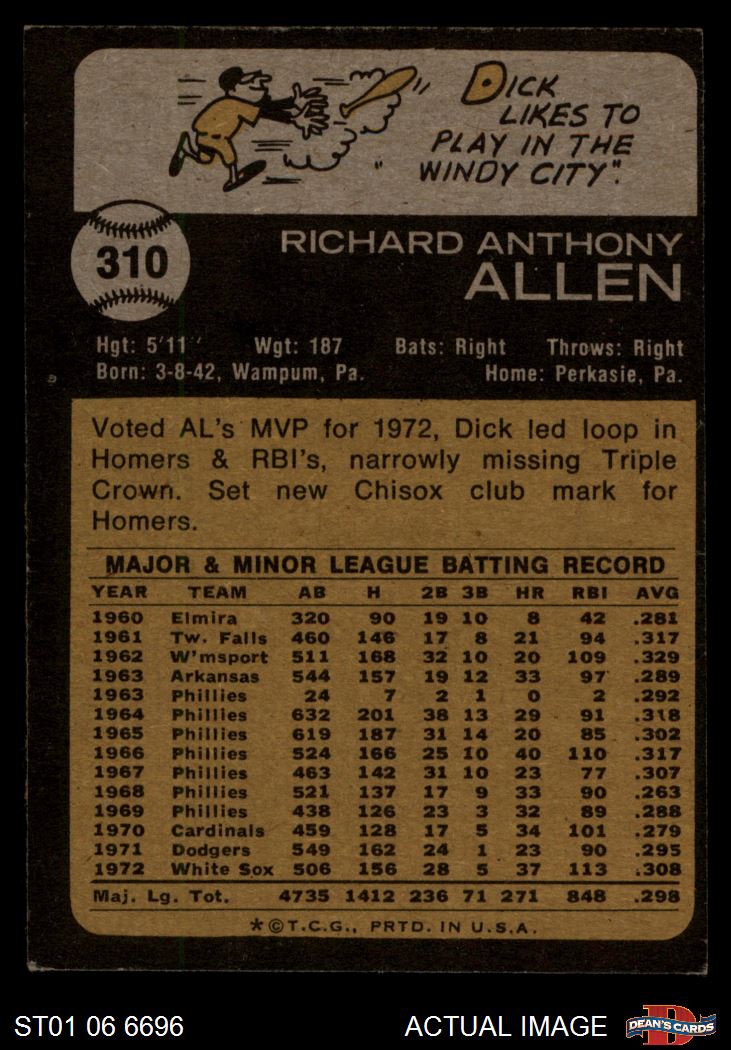 DICK
LIKES TO
PLAY IN THE
"WINDY CITY".
310
RICHARD ANTHONY
ALLEN
Hgt: 5'11" Wgt: 187 Bats: Right Throws: Right
Born: 3-8-42, Wampum, Pa. Home: Perkasie, Pa.
Voted AL's MVP for 1972, Dick led loop in
Homers & RBI's, narrowly missing Triple
Crown. Set new Chisox club mark for
Homers.
MAJOR & MINOR LEAGUE BATTING RECORD
YEAR TEAM AB H 2B 3B HR RBI AVG
1960 Elmira 320 90 19 10 8 42 .281
1961 Tw. Falls 460 146 17 8 21 94 .317
1962 W'msport 511 168 32 10 20 109 .329
1963 Arkansas 544 157 19 12 33 97 .289
1963 Phillies 24 7 2 1 0 2 .292
1964 Phillies 632 201 38 13 29 91 .318
1965 Phillies 619 187 31 14 20 85 .302
1966 Phillies 524 166 25 10 40 110 .317
1967 Phillies 463 142 31 10 23 77 .307
1968 Phillies 521 137 17 9 33 90 .263
1969 Phillies 438 126 23 3 32 89 .288
1970 Cardinals 459 128 17 5 34 101 .279
1971 Dodgers 549 162 24 1 23 90 .295
1972 White Sox 506 156 28 5 37 113 .308
Maj. Lg. Tot. 4735 1412 236 71 271 848 .298
*©T.C.G., PRTD. IN U.S.A.
ST01 06 6696 ACTUAL IMAGE D DEAN'S CARDS